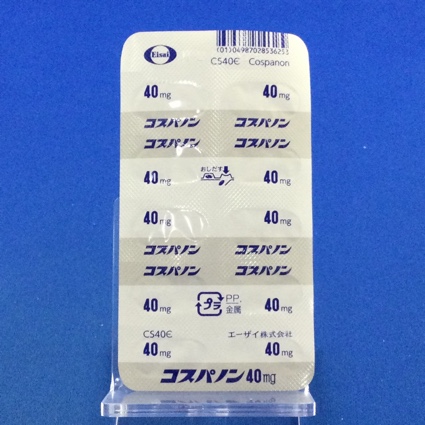 Eisai
(01)04987028536253
CS40€ Cospanon
40mg 40mg
コスパノン コスパノン
コスパノン コスパノン
40mg おしだす 40mg
40mg 40mg
コスパノン コスパノン
コスパノン コスパノン
40mg プラ PP, 金属 40mg
CS40€ エーザイ株式会社
40mg 40mg
コスパノン40mg